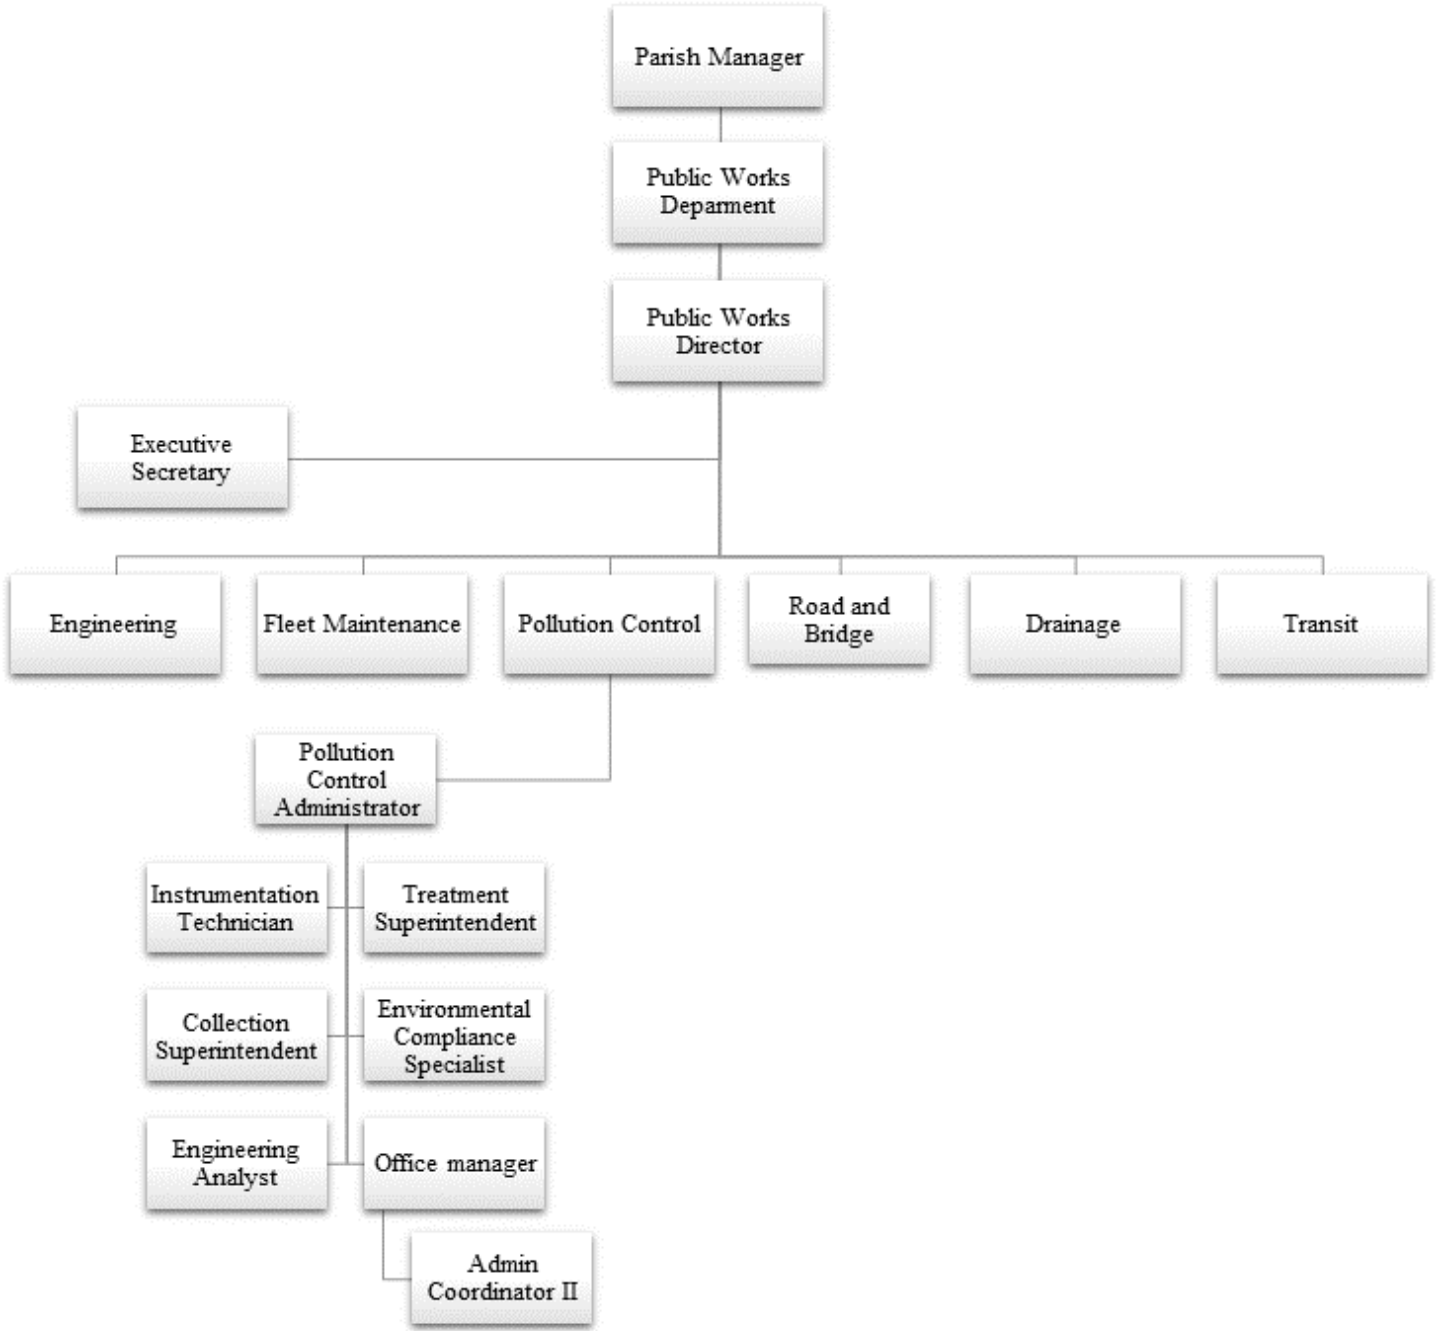 Parish Manager
Public Works
Deparment
Public Works
Director
Executive
Secretary
Engineering
Fleet Maintenance
Pollution Control
Road and
Bridge
Drainage
Transit
Pollution
Control
Administrator
Instrumentation
Technician
Treatment
Superintendent
Collection
Superintendent
Environmental
Compliance
Specialist
Engineering
Analyst
Office manager
Admin
Coordinator II